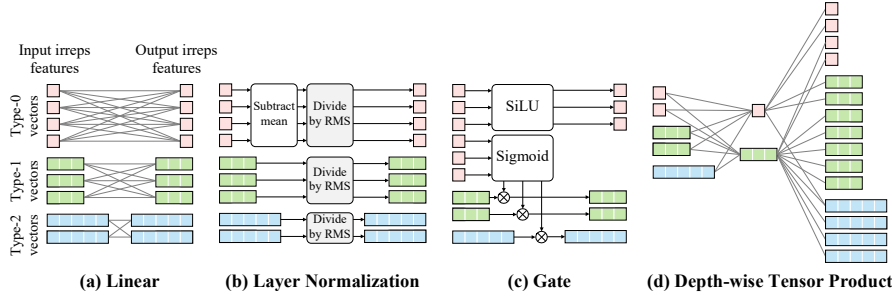 Input irreps
features
Output irreps
features
Type-0
vectors
Type-1
vectors
Type-2
vectors
(a) Linear
Subtract
mean
Divide
by RMS
Divide
by RMS
Divide
by RMS
(b) Layer Normalization
SiLU
Sigmoid
(c) Gate
(d) Depth-wise Tensor Product